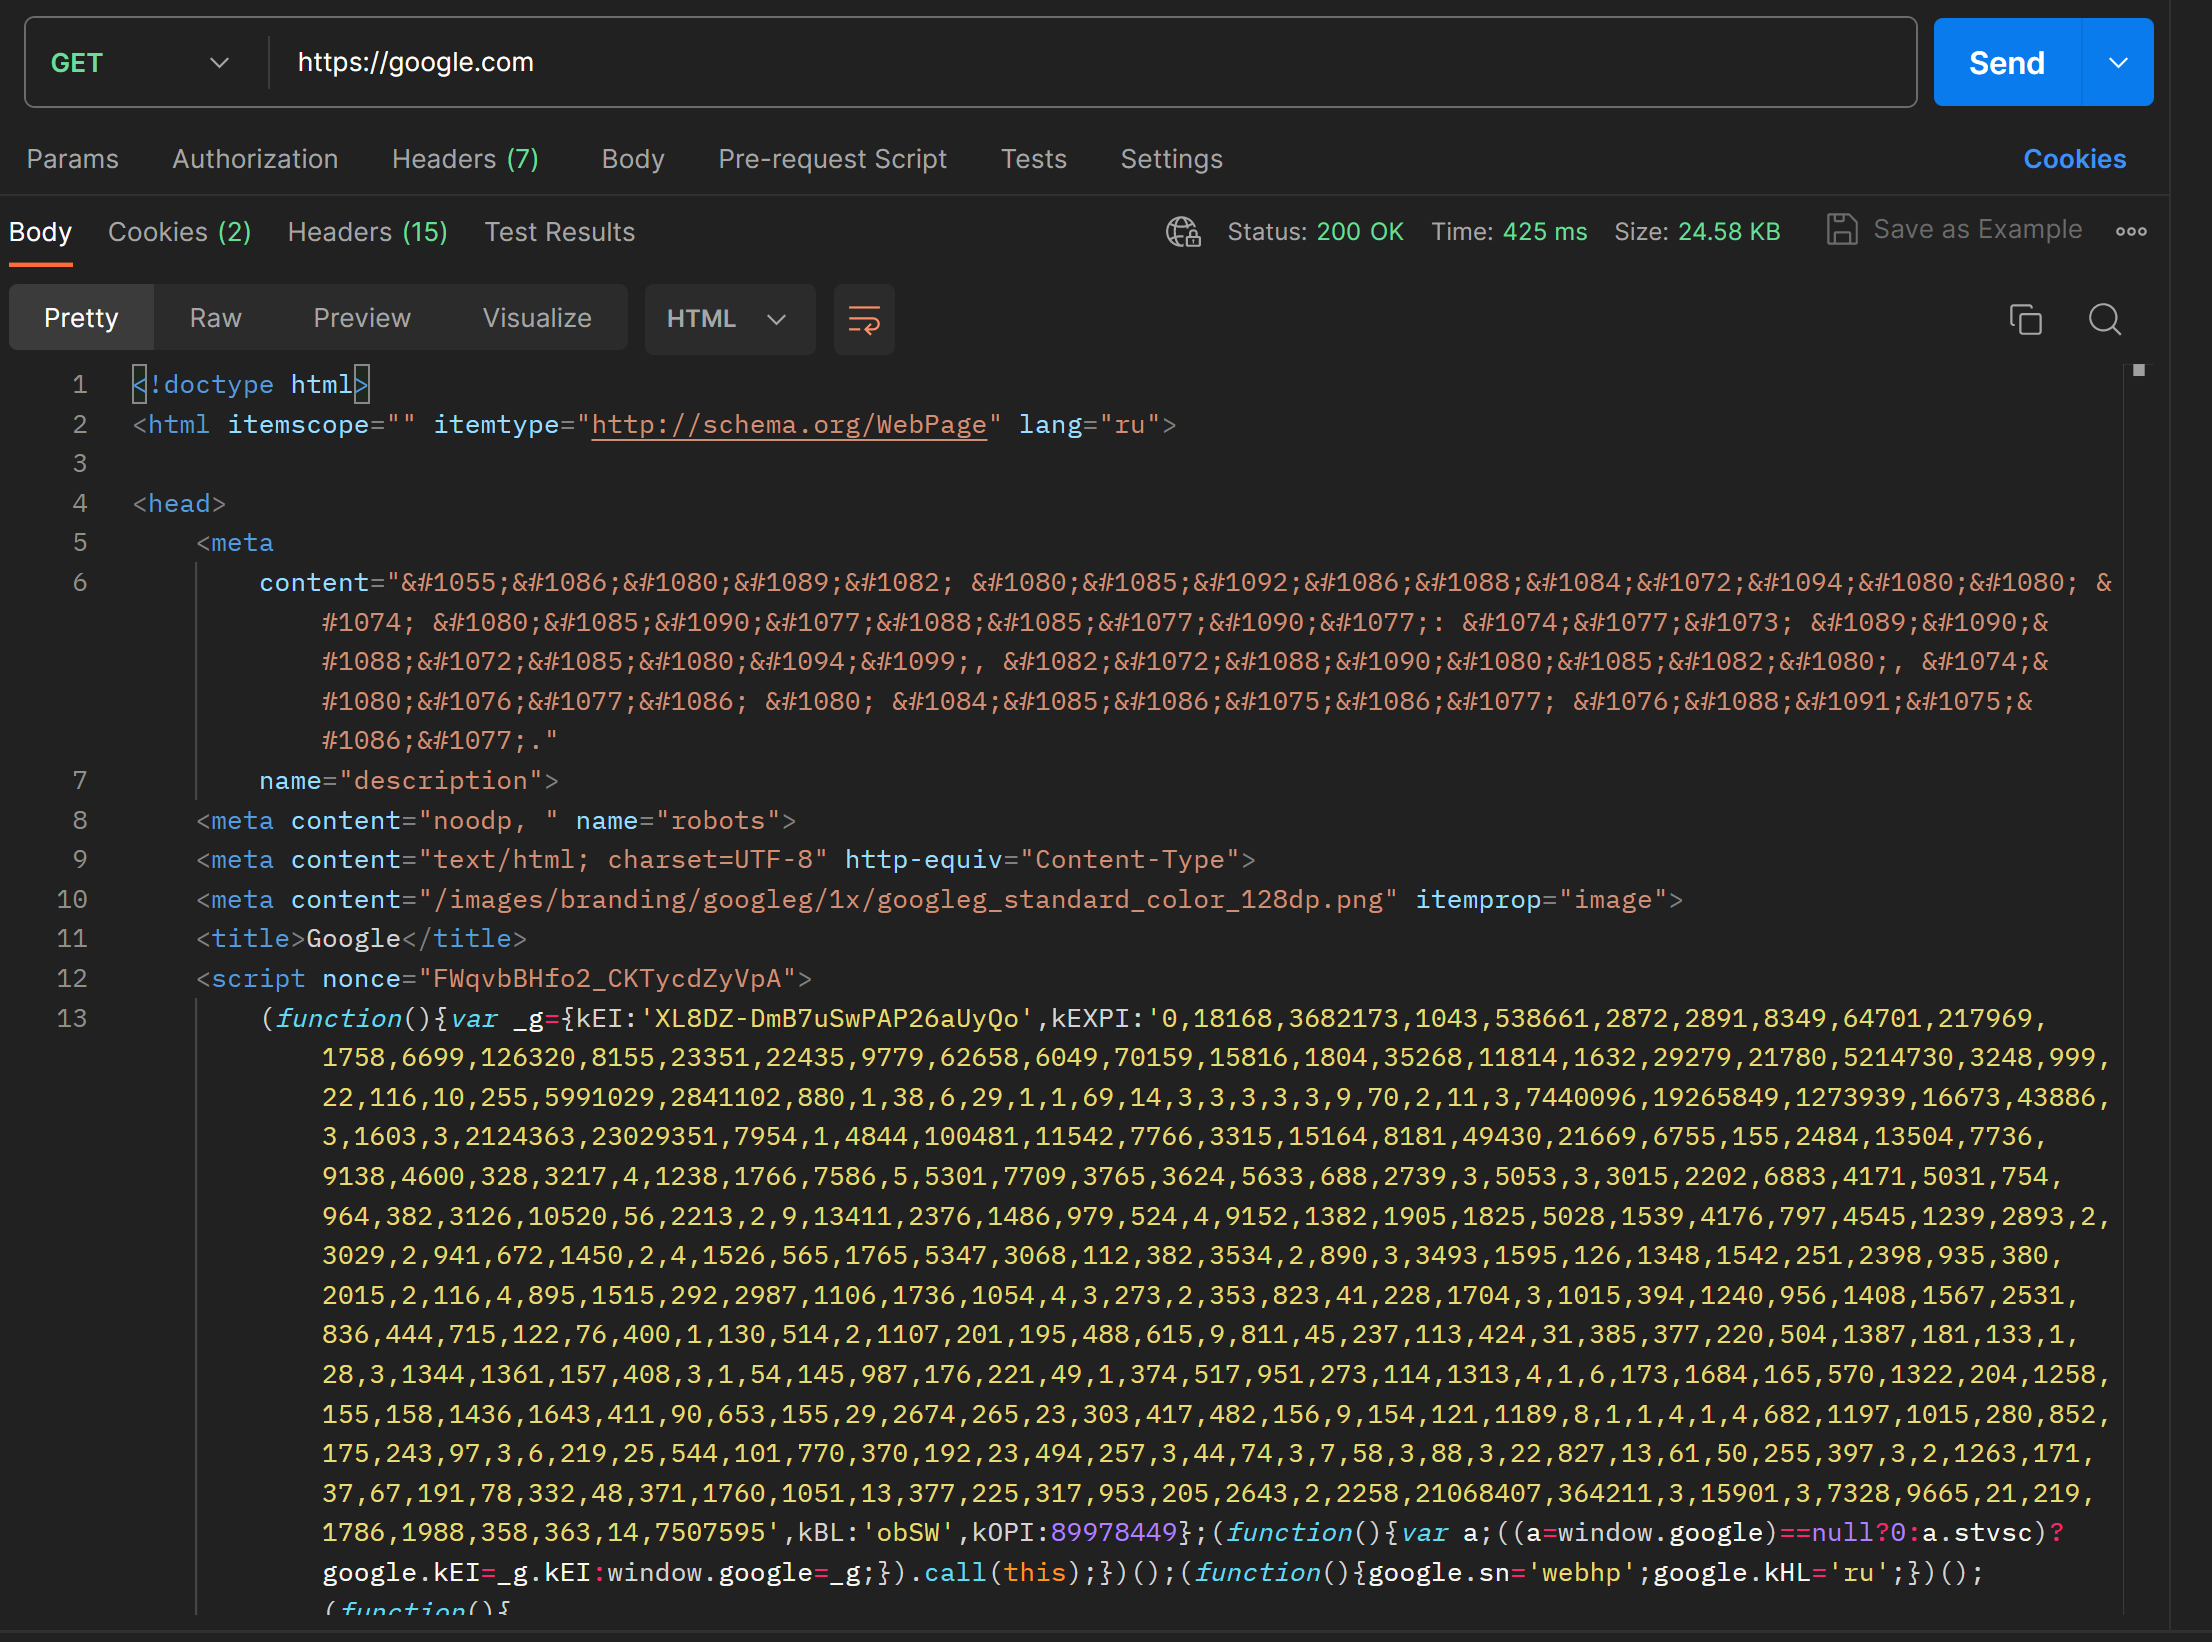 GET https://google.com Send
Params Authorization Headers (7) Body Pre-request Script Tests Settings Cookies
Body Cookies (2) Headers (15) Test Results Status: 200 OK Time: 425 ms Size: 24.58 KB Save as Example
Pretty Raw Preview Visualize HTML
1 <!doctype html>
2 <html itemscope="" itemtype="http://schema.org/WebPage" lang="ru">
3
4 <head>
5 <meta
6 content="&#1055;&#1086;&#1080;&#1089;&#1082; &#1080;&#1085;&#1092;&#1086;&#1088;&#1084;&#1072;&#1094;&#1080;&#1080; &
#1074; &#1080;&#1085;&#1090;&#1077;&#1088;&#1085;&#1077;&#1090;&#1077;: &#1074;&#1077;&#1073; &#1089;&#1090;&
#1088;&#1072;&#1085;&#1080;&#1094;&#1099;, &#1082;&#1072;&#1088;&#1090;&#1080;&#1085;&#1082;&#1080;, &#1074;&
#1080;&#1076;&#1077;&#1086; &#1080; &#1084;&#1085;&#1086;&#1075;&#1086;&#1077; &#1076;&#1088;&#1091;&#1075;&
#1086;&#1077;."
7 name="description">
8 <meta content="noodp, " name="robots">
9 <meta content="text/html; charset=UTF-8" http-equiv="Content-Type">
10 <meta content="/images/branding/googleg/1x/googleg_standard_color_128dp.png" itemprop="image">
11 <title>Google</title>
12 <script nonce="FWqvbBHfo2_CKTycdZyVpA">
13 (function(){var _g={kEI:'XL8DZ-DmB7uSwPAP26aUyQo',kEXPI:'0,18168,3682173,1043,538661,2872,2891,8349,64701,217969,
1758,6699,126320,8155,23351,22435,9779,62658,6049,70159,15816,1804,35268,11814,1632,29279,21780,5214730,3248,999,
22,116,10,255,5991029,2841102,880,1,38,6,29,1,1,69,14,3,3,3,3,3,9,70,2,11,3,7440096,19265849,1273939,16673,43886,
3,1603,3,2124363,23029351,7954,1,4844,100481,11542,7766,3315,15164,8181,49430,21669,6755,155,2484,13504,7736,
9138,4600,328,3217,4,1238,1766,7586,5,5301,7709,3765,3624,5633,688,2739,3,5053,3,3015,2202,6883,4171,5031,754,
964,382,3126,10520,56,2213,2,9,13411,2376,1486,979,524,4,9152,1382,1905,1825,5028,1539,4176,797,4545,1239,2893,2,
3029,2,941,672,1450,2,4,1526,565,1765,5347,3068,112,382,3534,2,890,3,3493,1595,126,1348,1542,251,2398,935,380,
2015,2,116,4,895,1515,292,2987,1106,1736,1054,4,3,273,2,353,823,41,228,1704,3,1015,394,1240,956,1408,1567,2531,
836,444,715,122,76,400,1,130,514,2,1107,201,195,488,615,9,811,45,237,113,424,31,385,377,220,504,1387,181,133,1,
28,3,1344,1361,157,408,3,1,54,145,987,176,221,49,1,374,517,951,273,114,1313,4,1,6,173,1684,165,570,1322,204,1258,
155,158,1436,1643,411,90,653,155,29,2674,265,23,303,417,482,156,9,154,121,1189,8,1,1,4,1,4,682,1197,1015,280,852,
175,243,97,3,6,219,25,544,101,770,370,192,23,494,257,3,44,74,3,7,58,3,88,3,22,827,13,61,50,255,397,3,2,1263,171,
37,67,191,78,332,48,371,1760,1051,13,377,225,317,953,205,2643,2,2258,21068407,364211,3,15901,3,7328,9665,21,219,
1786,1988,358,363,14,7507595',kBL:'obSW',kOPI:89978449};(function(){var a;((a=window.google)==null?0:a.stvsc)?
google.kEI=_g.kEI:window.google=_g;}).call(this);})();(function(){google.sn='webhp';google.kHL='ru';})();
(function(){